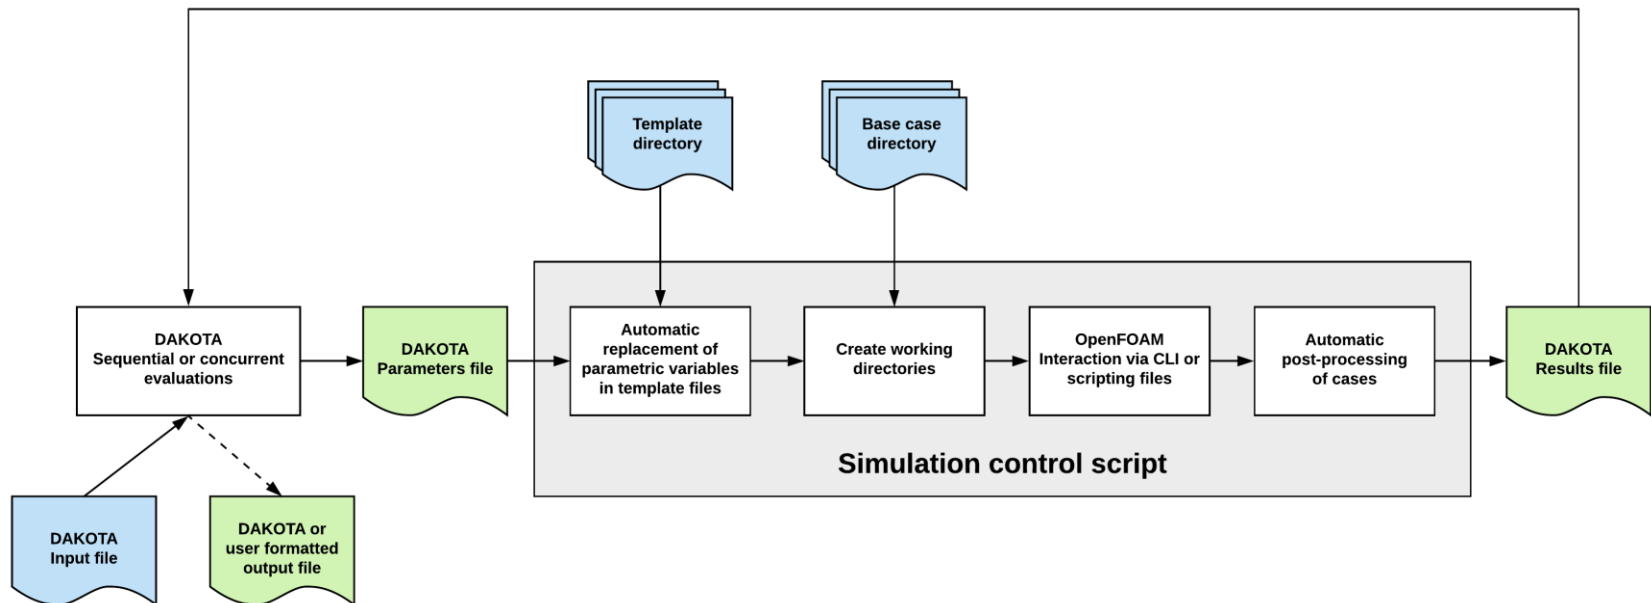 Template
directory
Base case
directory
DAKOTA
Sequential or concurrent
evaluations
DAKOTA
Parameters file
Automatic
replacement of
parametric variables
in template files
Create working
directories
OpenFOAM
Interaction via CLI or
scripting files
Automatic
post-processing
of cases
DAKOTA
Results file
Simulation control script
DAKOTA
Input file
DAKOTA or
user formatted
output file